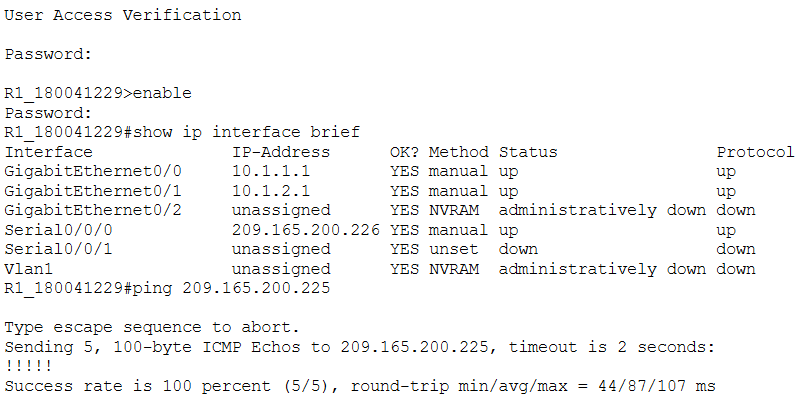 User Access Verification
Password:
R1_180041229>enable
Password:
R1_180041229#show ip interface brief
Interface IP-Address OK? Method Status Protocol
GigabitEthernet0/0 10.1.1.1 YES manual up up
GigabitEthernet0/1 10.1.2.1 YES manual up up
GigabitEthernet0/2 unassigned YES NVRAM administratively down down
Serial0/0/0 209.165.200.226 YES manual up up
Serial0/0/1 unassigned YES unset down down
Vlan1 unassigned YES NVRAM administratively down down
R1_180041229#ping 209.165.200.225
Type escape sequence to abort.
Sending 5, 100-byte ICMP Echos to 209.165.200.225, timeout is 2 seconds:
!!!!!
Success rate is 100 percent (5/5), round-trip min/avg/max = 44/87/107 ms